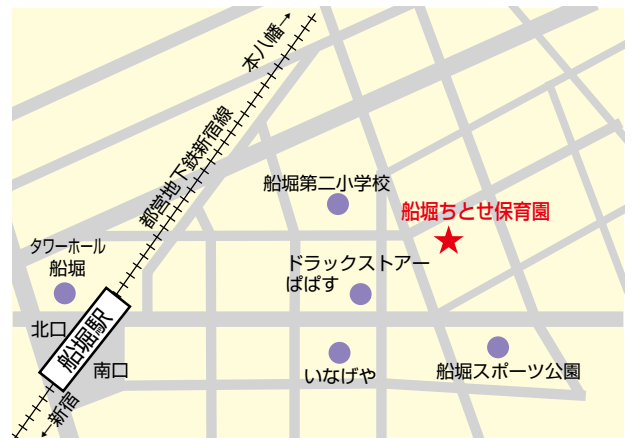 本八幡→
都営地下鉄新宿線
船堀第二小学校
船堀ちとせ保育園
タワーホール
船堀
ドラックストアー
ぱぱす
北口
船堀駅
南口
いなげや
船堀スポーツ公園
←新宿